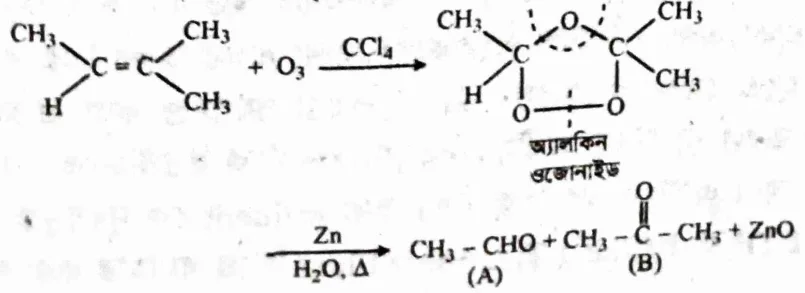 CH₃ CH₃ C = C H CH₃ + O₃ CCl₄ CH₃ O CH₃ C C H CH₃ O O
অ্যালকিন
ওজোনাইড
Zn H₂O, Δ CH₃ – CHO + CH₃ – C – CH₃ + ZnO O
(A) (B)